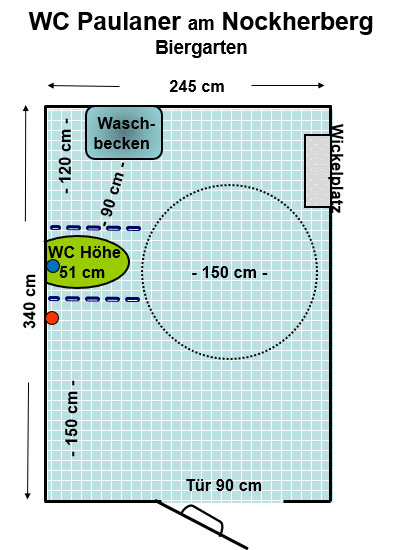 WC Paulaner am Nockherberg
Biergarten
245 cm
Wasch-
becken
- 120 cm -
- 90 cm -
Wickelplatz
WC Höhe
51 cm
- 150 cm -
340 cm
- 150 cm -
Tür 90 cm